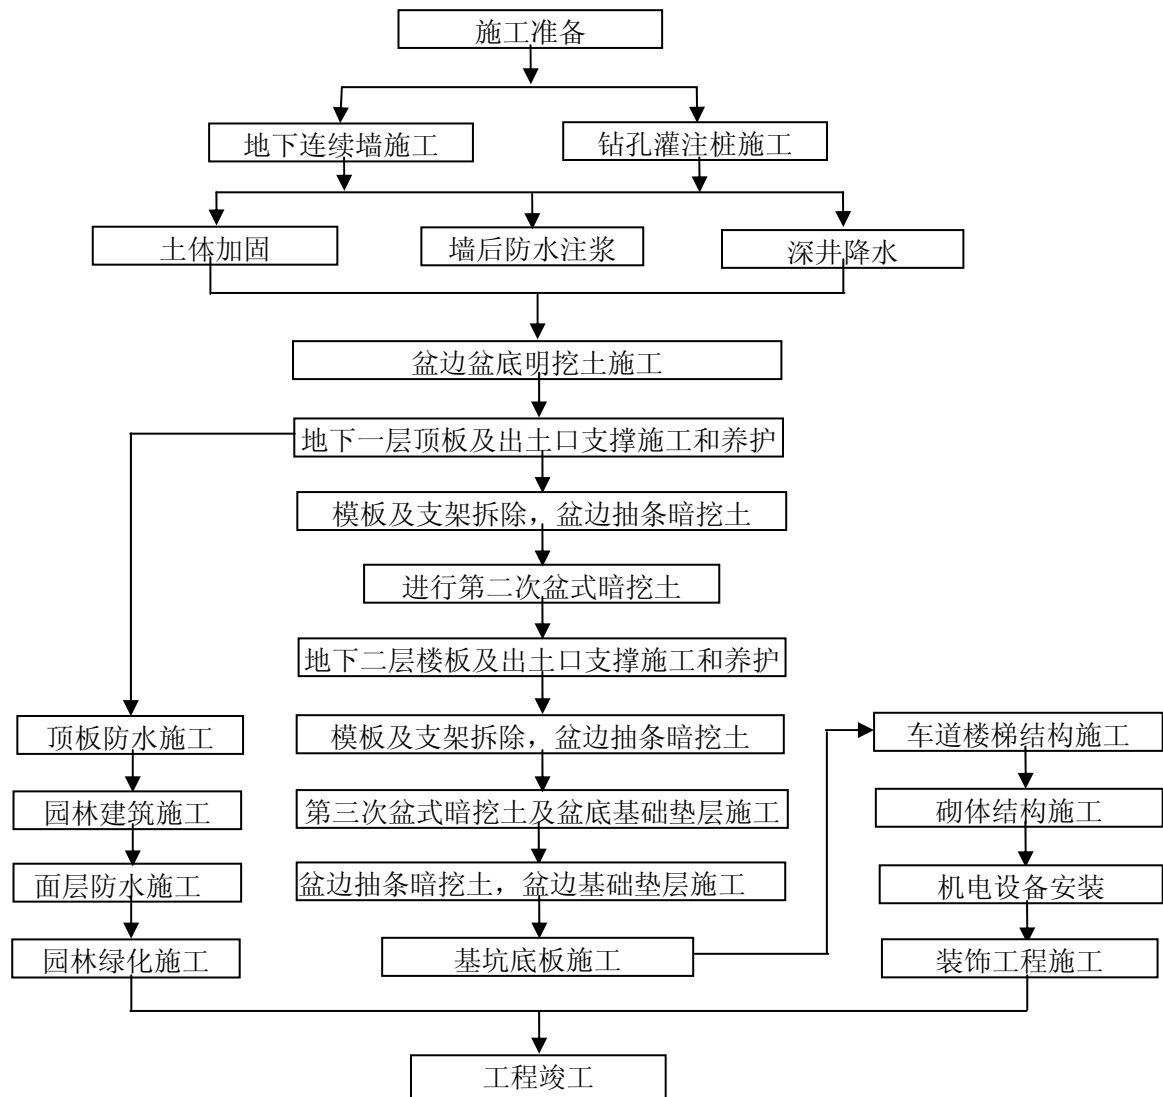 施工准备
地下连续墙施工
钻孔灌注桩施工
土体加固
墙后防水注浆
深井降水
盆边盆底明挖土施工
地下一层顶板及出土口支撑施工和养护
模板及支架拆除，盆边抽条暗挖土
进行第二次盆式暗挖土
地下二层楼板及出土口支撑施工和养护
顶板防水施工
模板及支架拆除，盆边抽条暗挖土
车道楼梯结构施工
园林建筑施工
第三次盆式暗挖土及盆底基础垫层施工
砌体结构施工
面层防水施工
盆边抽条暗挖土，盆边基础垫层施工
机电设备安装
园林绿化施工
基坑底板施工
装饰工程施工
工程竣工